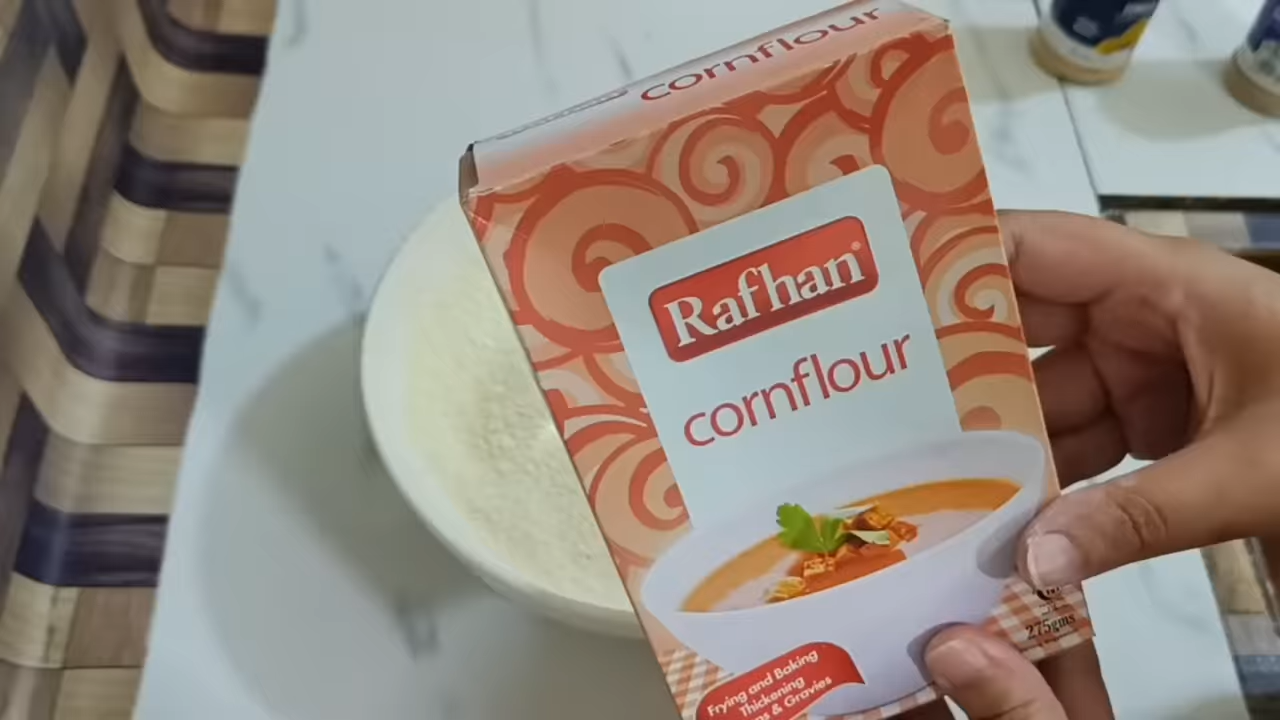 cornflour
Rafhan
cornflour
275gms
Frying and Baking
Thickening
& Gravies